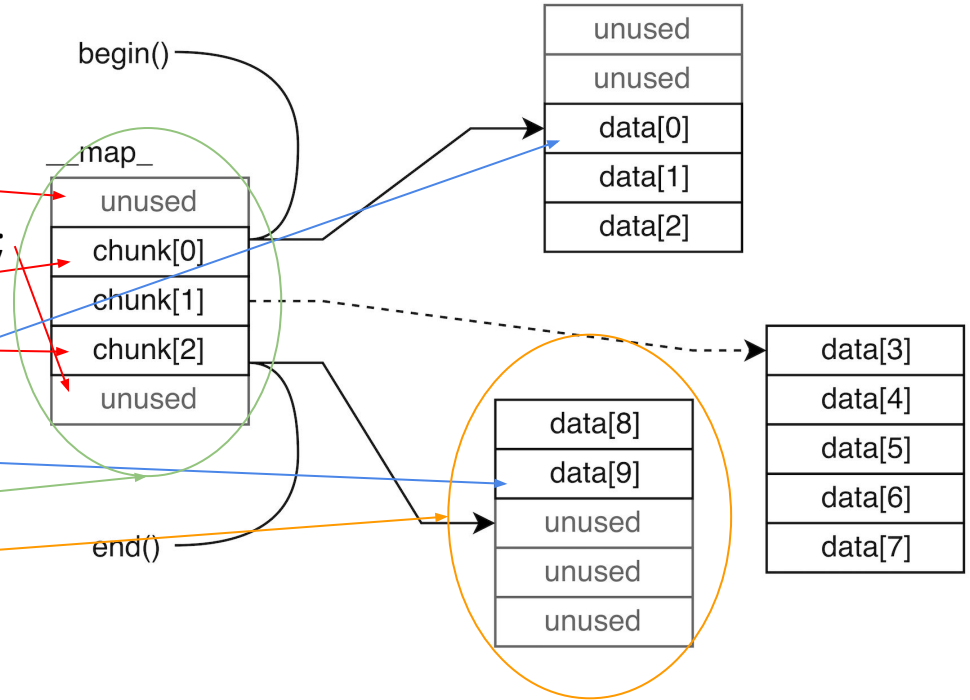 begin()
__map_
unused
chunk[0]
chunk[1]
chunk[2]
unused
end()
unused
unused
data[0]
data[1]
data[2]
data[8]
data[9]
unused
unused
unused
data[3]
data[4]
data[5]
data[6]
data[7]